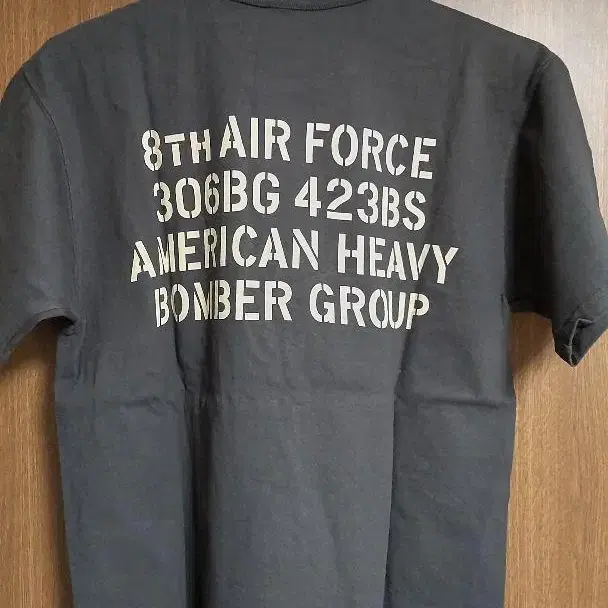 8TH AIR FORCE
306BG 423BS
AMERICAN HEAVY
BOMBER GROUP